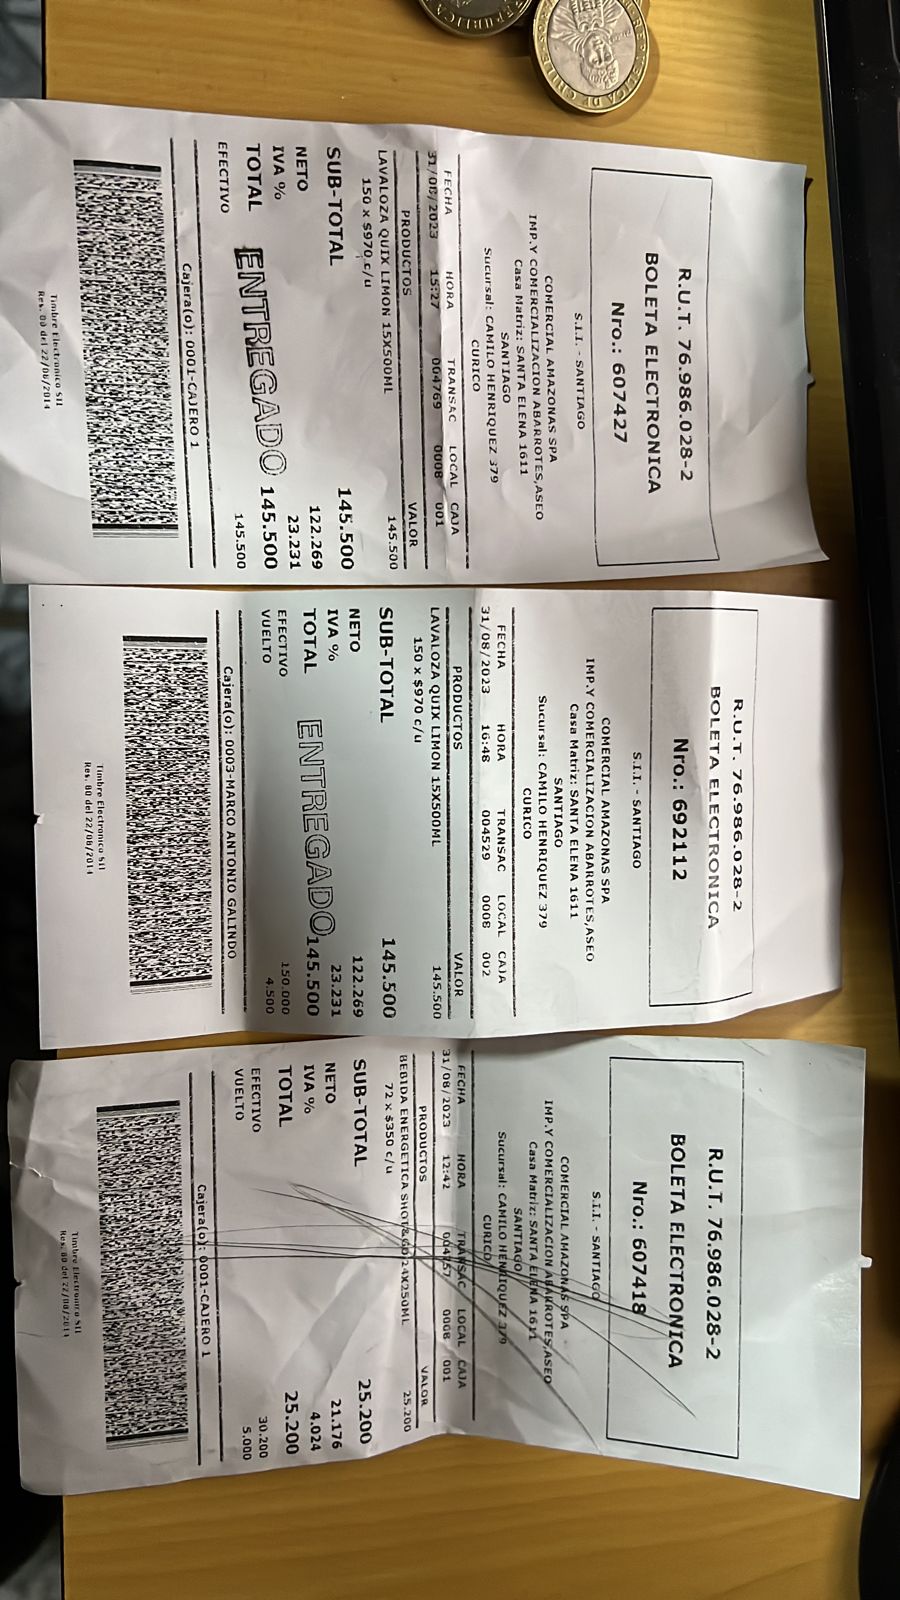 R.U.T. 76.986.028-2
BOLETA ELECTRONICA
Nro.: 607427
S.I.I. - SANTIAGO
COMERCIAL AMAZONAS SPA
IMP.Y COMERCIALIZACION ABARROTES,ASEO
Casa Matriz: SANTA ELENA 1611
SANTIAGO
Sucursal: CAMILO HENRIQUEZ 379
CURICO
FECHA HORA TRANSAC LOCAL CAJA
31/08/2023 15:27 004769 0008 001
PRODUCTOS VALOR
LAVALOZA QUIX LIMON 15X500ML 145.500
150 x $970 c/u
SUB-TOTAL 145.500
NETO 122.269
IVA % 23.231
TOTAL 145.500
ENTREGADO
EFECTIVO 145.500
Cajera(o): 0001-CAJERO 1
Timbre Electronico SII
Res. 80 del 22/08/2014
R.U.T. 76.986.028-2
BOLETA ELECTRONICA
Nro.: 692112
S.I.I. - SANTIAGO
COMERCIAL AMAZONAS SPA
IMP.Y COMERCIALIZACION ABARROTES,ASEO
Casa Matriz: SANTA ELENA 1611
SANTIAGO
Sucursal: CAMILO HENRIQUEZ 379
CURICO
FECHA HORA TRANSAC LOCAL CAJA
31/08/2023 16:48 004529 0008 002
PRODUCTOS VALOR
LAVALOZA QUIX LIMON 15X500ML 145.500
150 x $970 c/u
SUB-TOTAL 145.500
NETO 122.269
IVA % 23.231
TOTAL 145.500
ENTREGADO
EFECTIVO 150.000
VUELTO 4.500
Cajera(o): 0003-MARCO ANTONIO GALINDO
Timbre Electronico SII
Res. 80 del 22/08/2014
R.U.T. 76.986.028-2
BOLETA ELECTRONICA
Nro.: 607418
S.I.I. - SANTIAGO
COMERCIAL AMAZONAS SPA
IMP.Y COMERCIALIZACION ABARROTES,ASEO
Casa Matriz: SANTA ELENA 1611
SANTIAGO
Sucursal: CAMILO HENRIQUEZ 379
CURICO
FECHA HORA TRANSAC LOCAL CAJA
31/08/2023 12:42 004757 0008 001
PRODUCTOS VALOR
BEBIDA ENERGETICA SHOT&GO 24X250ML 25.200
72 x $350 c/u
SUB-TOTAL 25.200
NETO 21.176
IVA % 4.024
TOTAL 25.200
EFECTIVO 30.200
VUELTO 5.000
Cajera(o): 0001-CAJERO 1
Timbre Electronico SII
Res. 80 del 22/08/2014